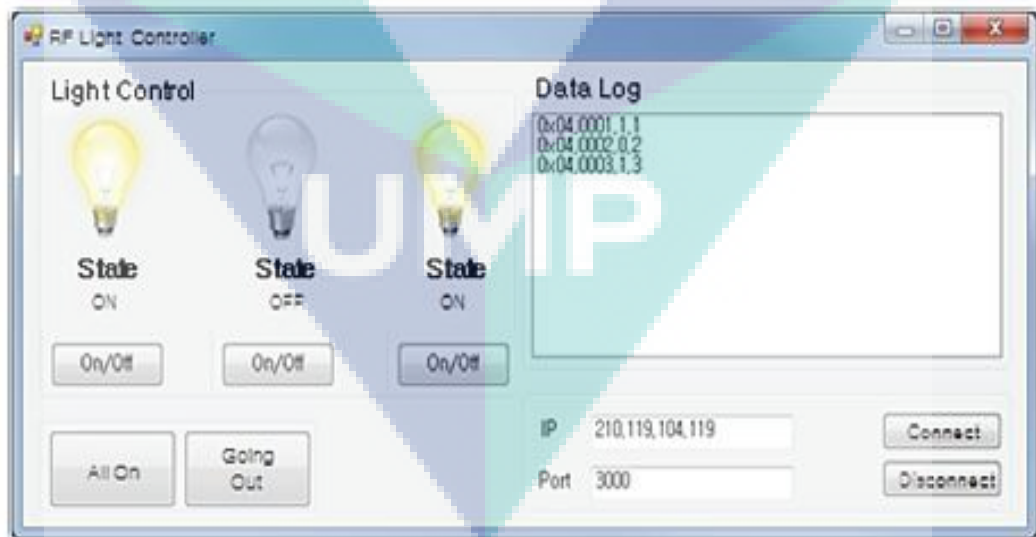 RF Light Controller
Light Control
State
ON
On/Off
State
OFF
On/Off
State
ON
On/Off
All On
Going
Out
Data Log
0x04,0001,1,1
0x04,0002,0,2
0x04,0003,1,3
IP 210,119,104,119
Connect
Port 3000
Disconnect
UMP